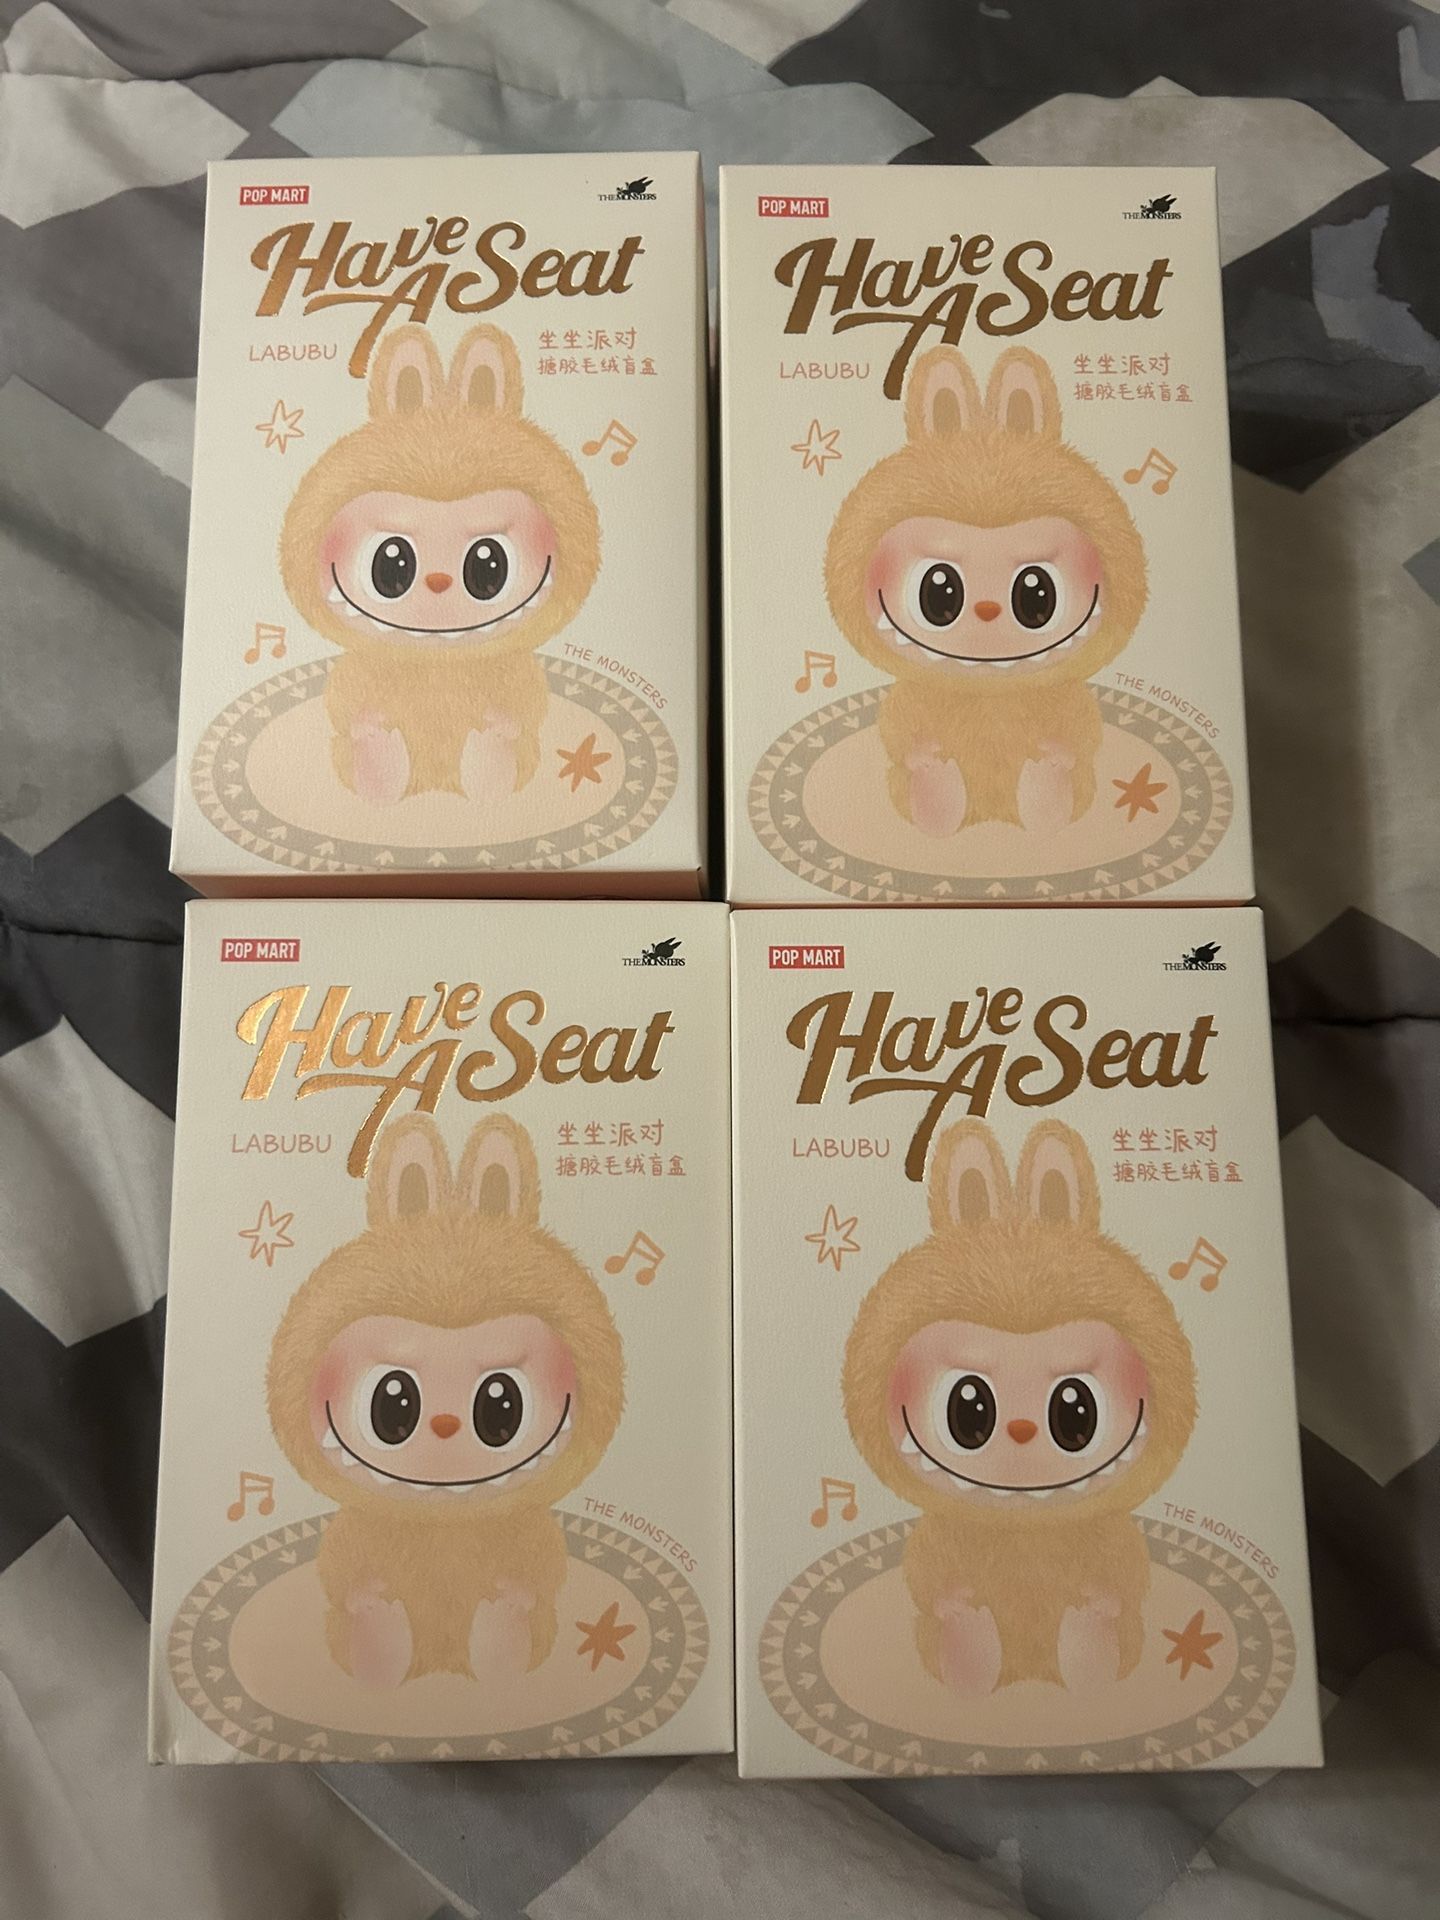 POP MART
THE MONSTERS
Have A Seat
LABUBU
坐坐派对
搪胶毛绒盲盒
THE MONSTERS
POP MART
THE MONSTERS
Have A Seat
LABUBU
坐坐派对
搪胶毛绒盲盒
THE MONSTERS
POP MART
THE MONSTERS
Have A Seat
LABUBU
坐坐派对
搪胶毛绒盲盒
THE MONSTERS
POP MART
THE MONSTERS
Have A Seat
LABUBU
坐坐派对
搪胶毛绒盲盒
THE MONSTERS